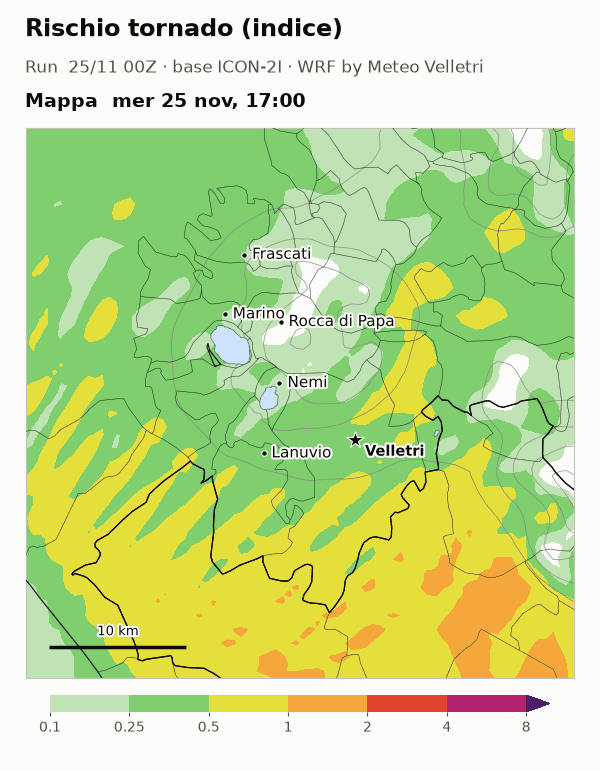 Rischio tornado (indice)
Run  25/11 00Z · base ICON-2I · WRF by Meteo Velletri
Mappa  mer 25 nov, 17:00
Frascati
Marino
Rocca di Papa
Nemi
Velletri
Lanuvio
10 km
0.1 0.25 0.5 1 2 4 8